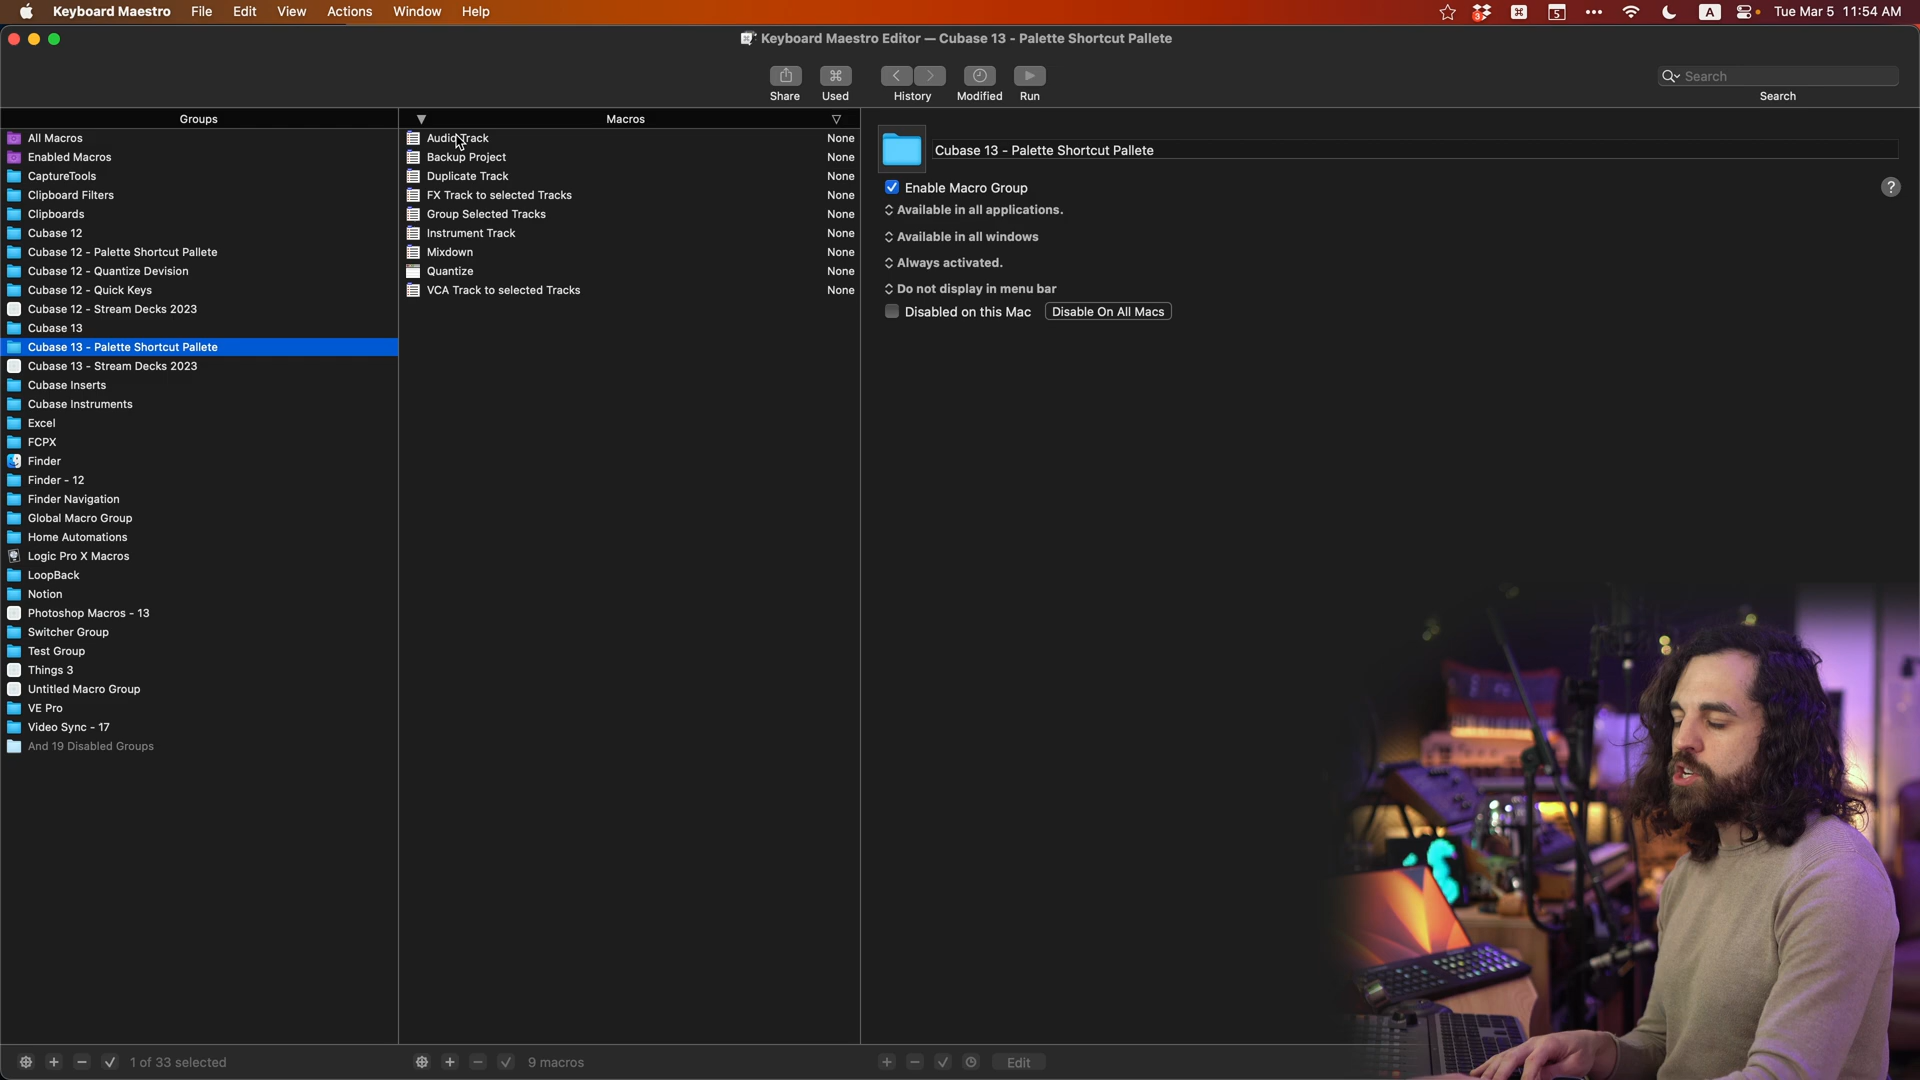 Keyboard Maestro File Edit View Actions Window Help
3 5 A Tue Mar 5 11:54 AM
Keyboard Maestro Editor — Cubase 13 - Palette Shortcut Pallete
Share Used History Modified Run
Search
Search
Groups
All Macros
Enabled Macros
CaptureTools
Clipboard Filters
Clipboards
Cubase 12
Cubase 12 - Palette Shortcut Pallete
Cubase 12 - Quantize Devision
Cubase 12 - Quick Keys
Cubase 12 - Stream Decks 2023
Cubase 13
Cubase 13 - Palette Shortcut Pallete
Cubase 13 - Stream Decks 2023
Cubase Inserts
Cubase Instruments
Excel
FCPX
Finder
Finder - 12
Finder Navigation
Global Macro Group
Home Automations
Logic Pro X Macros
LoopBack
Notion
Photoshop Macros - 13
Switcher Group
Test Group
Things 3
Untitled Macro Group
VE Pro
Video Sync - 17
And 19 Disabled Groups
1 of 33 selected
Macros
Audio Track None
Backup Project None
Duplicate Track None
FX Track to selected Tracks None
Group Selected Tracks None
Instrument Track None
Mixdown None
Quantize None
VCA Track to selected Tracks None
9 macros
Cubase 13 - Palette Shortcut Pallete
Enable Macro Group ?
Available in all applications.
Available in all windows
Always activated.
Do not display in menu bar
Disabled on this Mac Disable On All Macs
Edit